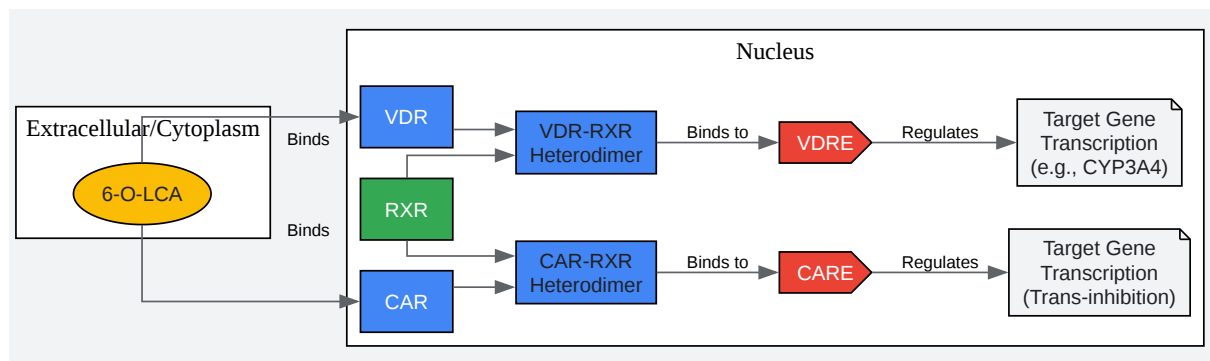 Nucleus
Extracellular/Cytoplasm
6-O-LCA
Binds
Binds
VDR
RXR
CAR
VDR-RXR
Heterodimer
Binds to
VDRE
Regulates
Target Gene
Transcription
(e.g., CYP3A4)
CAR-RXR
Heterodimer
Binds to
CARE
Regulates
Target Gene
Transcription
(Trans-inhibition)